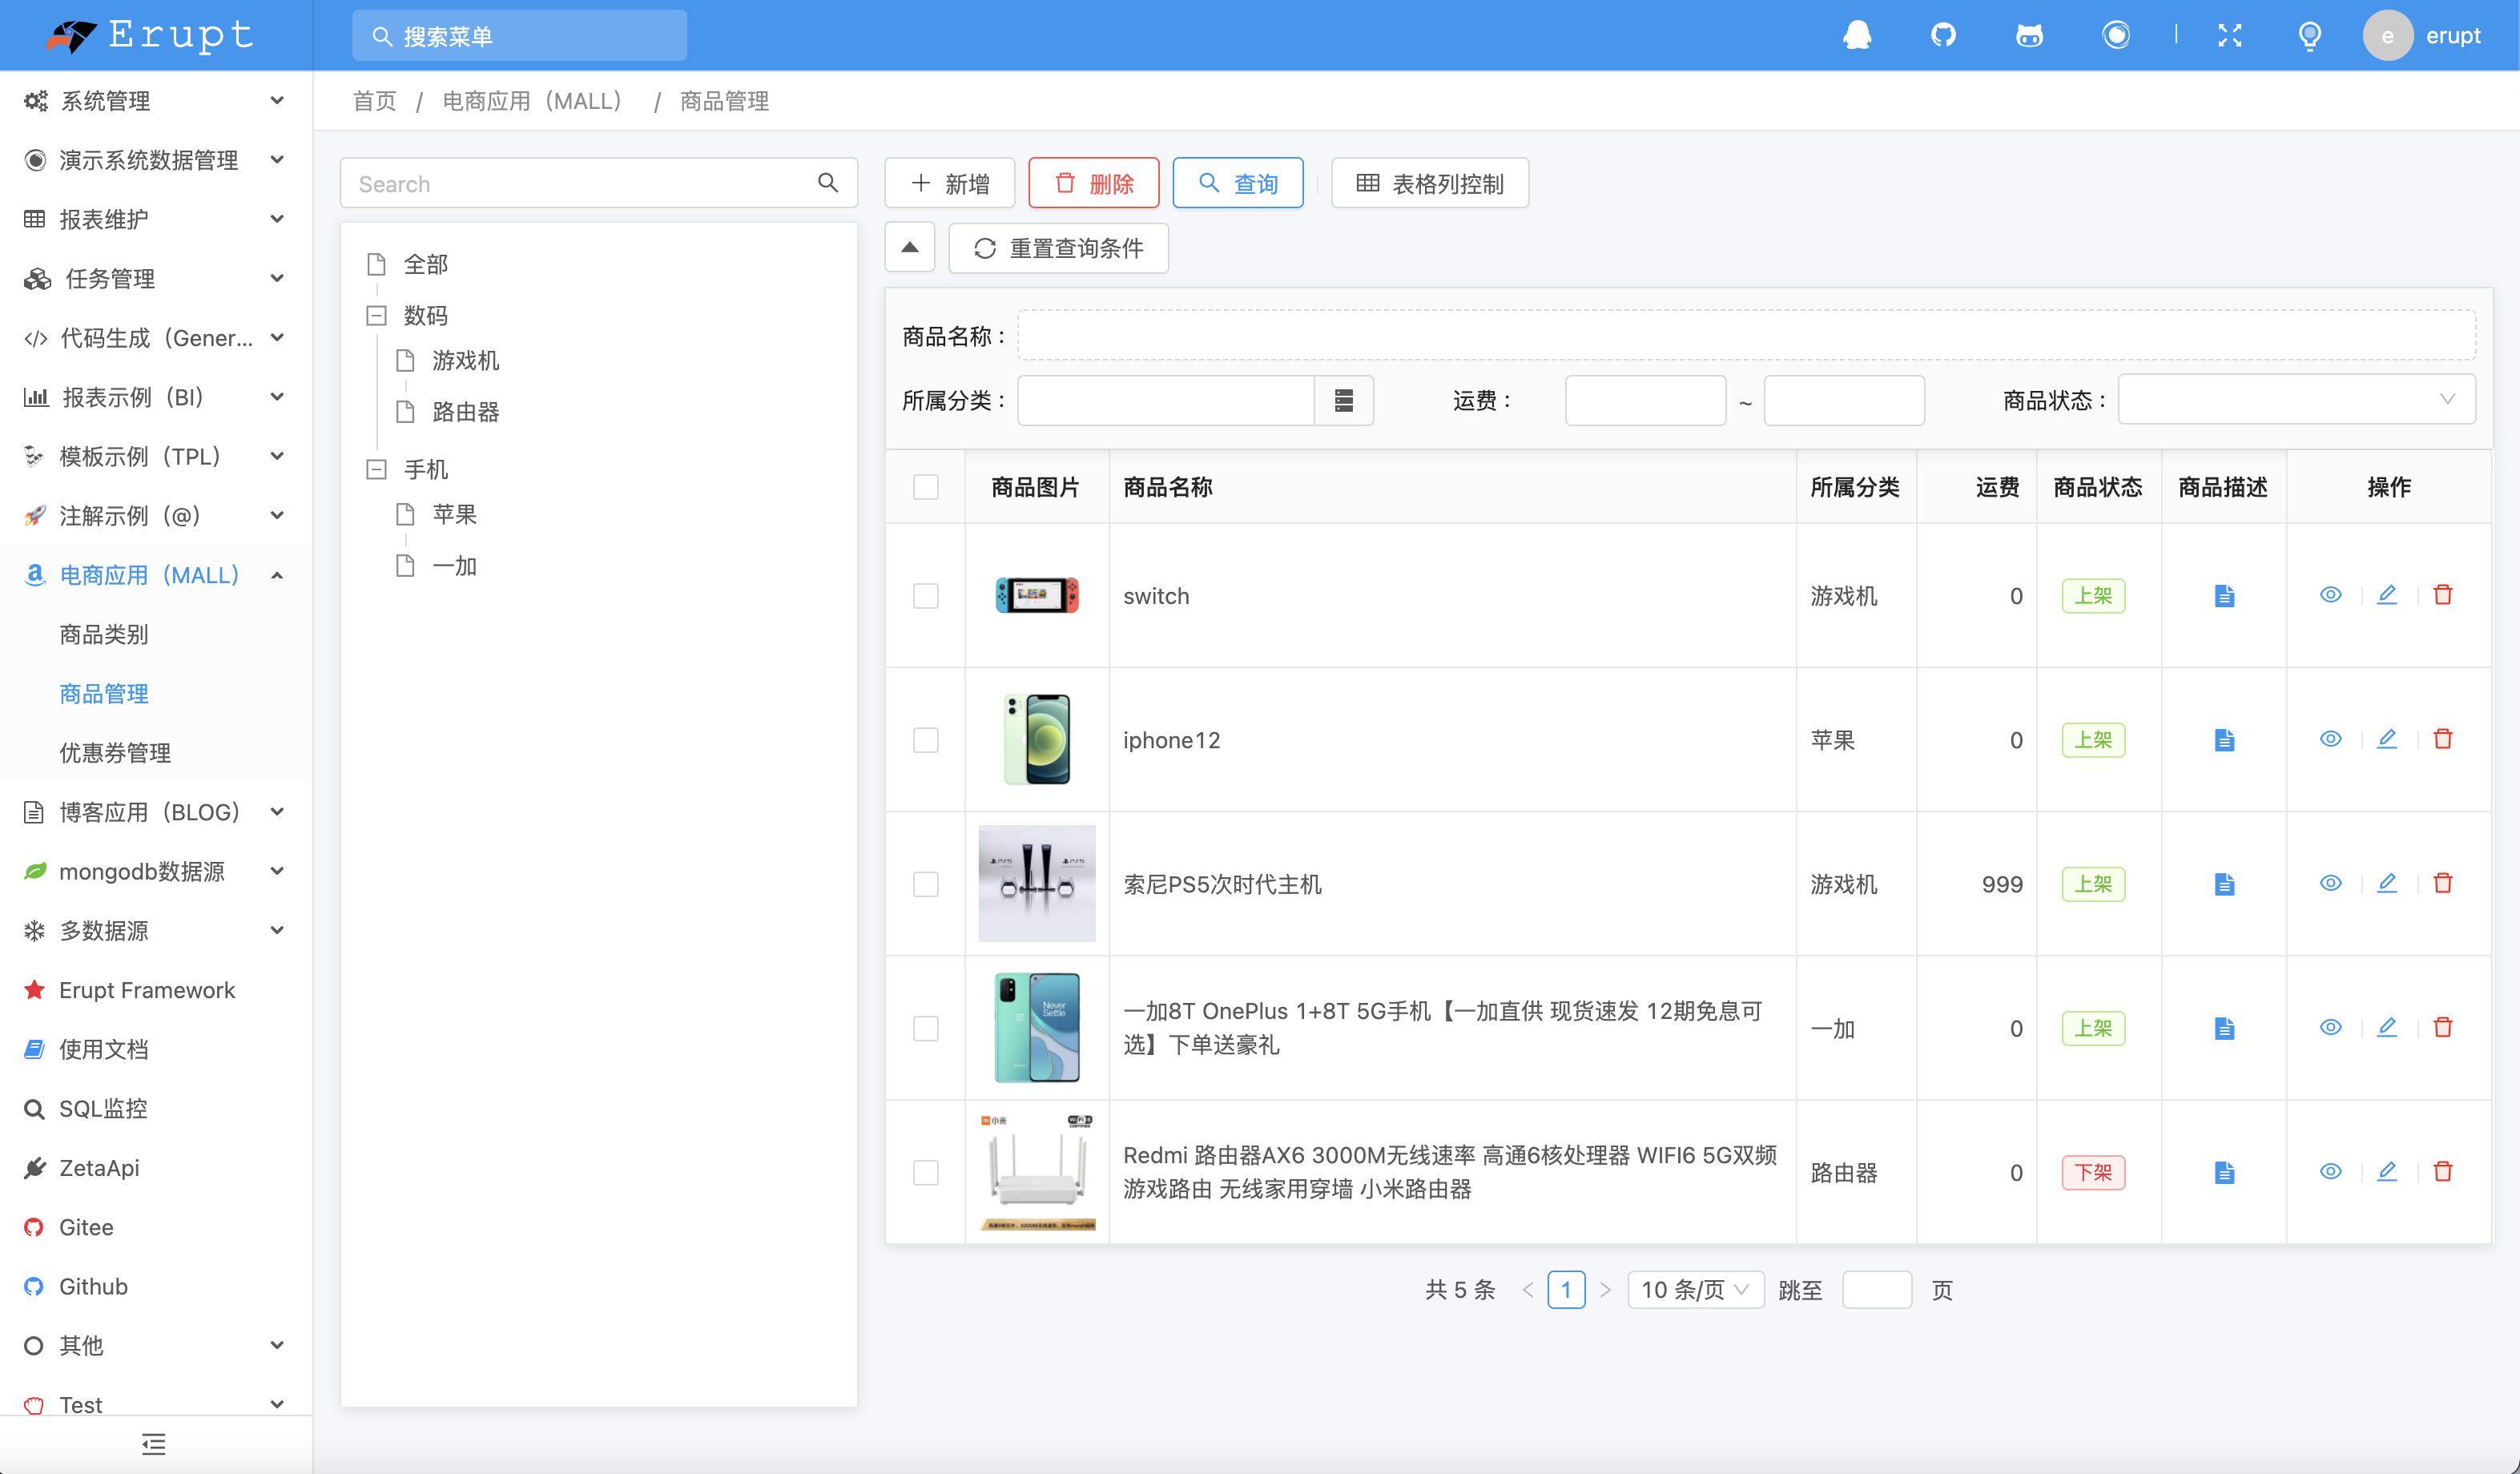 Erupt
搜索菜单
e erupt
系统管理
演示系统数据管理
报表维护
任务管理
代码生成（Gener...
报表示例（BI）
模板示例（TPL）
注解示例（@）
电商应用（MALL）
商品类别
商品管理
优惠券管理
博客应用（BLOG）
mongodb数据源
多数据源
Erupt Framework
使用文档
SQL监控
ZetaApi
Gitee
Github
其他
Test
首页 / 电商应用（MALL） / 商品管理
Search
全部
数码
游戏机
路由器
手机
苹果
一加
新增 删除 查询 表格列控制
重置查询条件
商品名称：
所属分类： 运费： ~ 商品状态：
商品图片 商品名称 所属分类 运费 商品状态 商品描述 操作
switch 游戏机 0 上架
iphone12 苹果 0 上架
PS5 PS5
索尼PS5次时代主机 游戏机 999 上架
Never
Settle
一加8T OnePlus 1+8T 5G手机【一加直供 现货速发 12期免息可
选】下单送豪礼
一加 0 上架
小米
Redmi 路由器AX6 3000M无线速率 高通6核处理器 WIFI6 5G双频
游戏路由 无线家用穿墙 小米路由器
路由器 0 下架
共 5 条 < 1 > 10 条/页 跳至 页